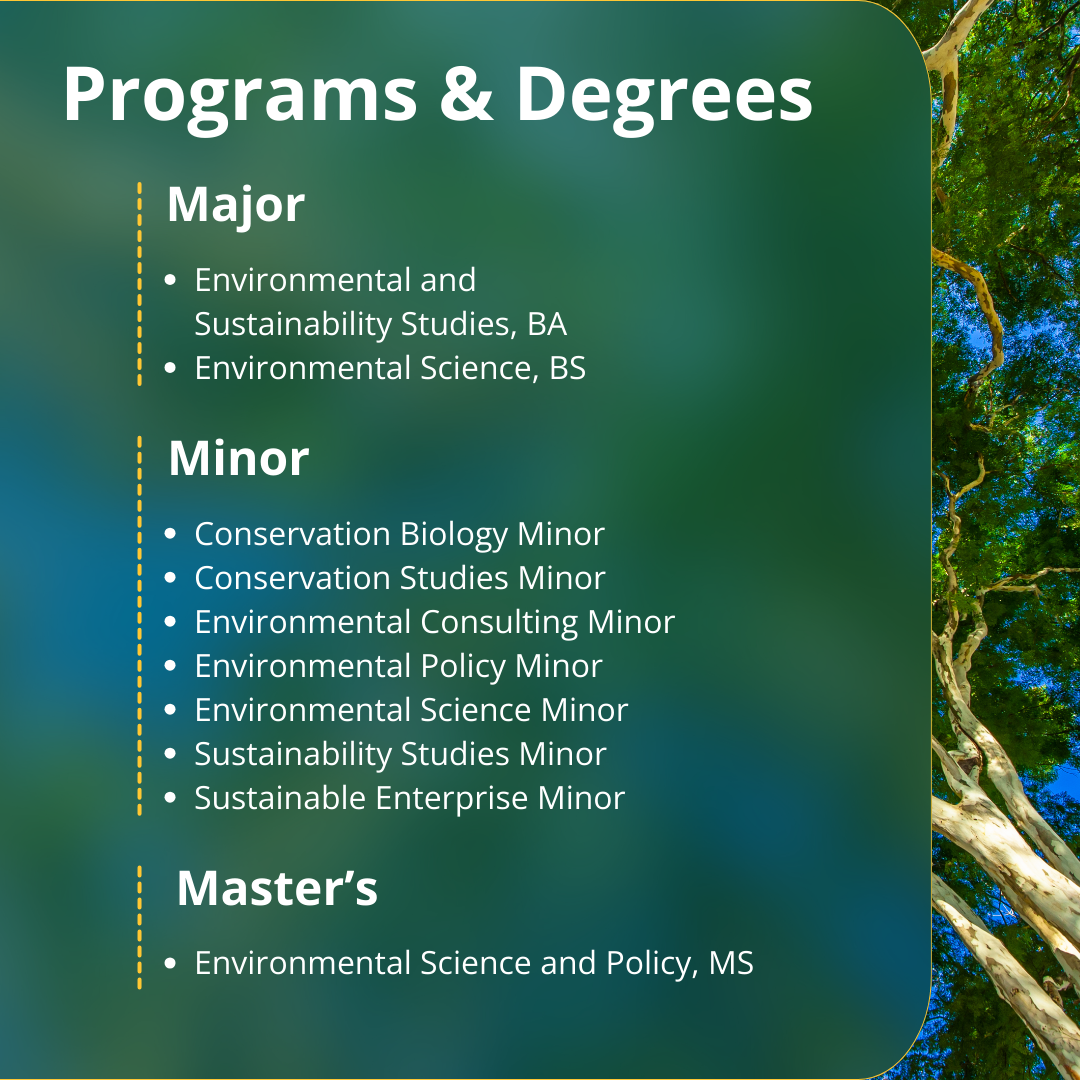 Programs & Degrees
Major
• Environmental and
Sustainability Studies, BA
• Environmental Science, BS
Minor
• Conservation Biology Minor
• Conservation Studies Minor
• Environmental Consulting Minor
• Environmental Policy Minor
• Environmental Science Minor
• Sustainability Studies Minor
• Sustainable Enterprise Minor
Master’s
• Environmental Science and Policy, MS